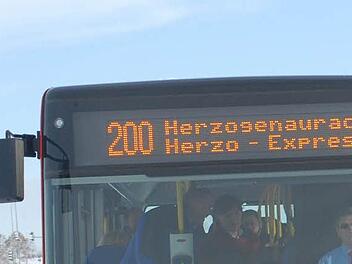 200 Herzogenaurac
Herzo - Expres